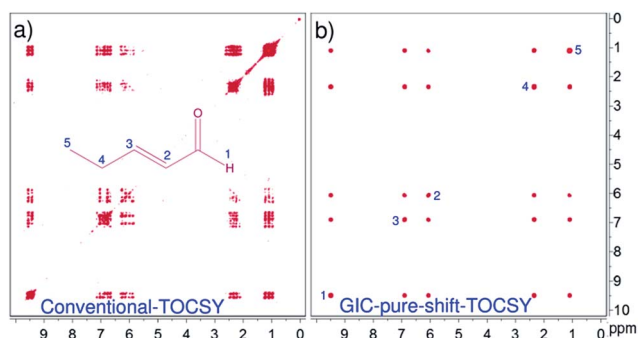 a)
b)
0
5
1
4
2
O
3
5
3
1
4
4
2
H
5
2
6
3
7
8
1
9
Conventional-TOCSY
GIC-pure-shift-TOCSY
10
9 8 7 6 5 4 3 2 1 0
9 8 7 6 5 4 3 2 1 0 ppm